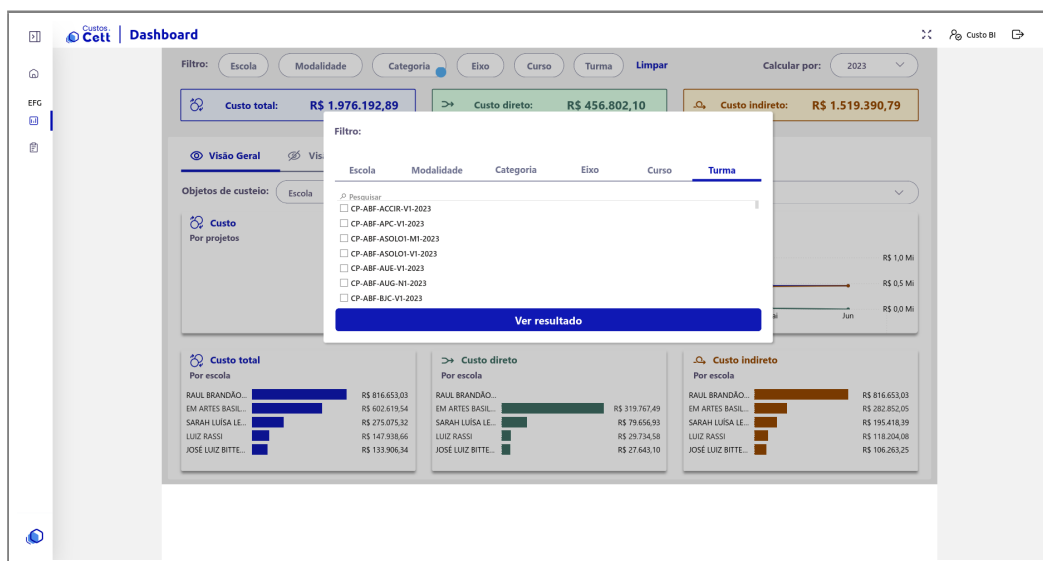 Custos.
Cett
Dashboard
Custo BI
EFG
Filtro:
Escola
Modalidade
Categoria
Eixo
Curso
Turma
Limpar
Calcular por:
2023
Custo total:
R$ 1.976.192,89
Custo direto:
R$ 456.802,10
Custo indireto:
R$ 1.519.390,79
Visão Geral
Vis
Objetos de custeio:
Escola
Custo
Por projetos
Filtro:
Escola
Modalidade
Categoria
Eixo
Curso
Turma
Pesquisar
CP-ABF-ACCIR-V1-2023
CP-ABF-APC-V1-2023
CP-ABF-ASOLO1-M1-2023
CP-ABF-ASOLO1-V1-2023
CP-ABF-AUE-V1-2023
CP-ABF-AUG-N1-2023
CP-ABF-BJC-V1-2023
Ver resultado
R$ 1,0 Mi
R$ 0,5 Mi
R$ 0,0 Mi
ai
Jun
Custo total
Por escola
RAUL BRANDÃO... R$ 816.653,03
EM ARTES BASIL... R$ 602.619,54
SARAH LUÍSA LE... R$ 275.075,32
LUIZ RASSI R$ 147.938,66
JOSÉ LUIZ BITTE... R$ 133.906,34
Custo direto
Por escola
RAUL BRANDÃO...
EM ARTES BASIL... R$ 319.767,49
SARAH LUÍSA LE... R$ 79.656,93
LUIZ RASSI R$ 29.734,58
JOSÉ LUIZ BITTE... R$ 27.643,10
Custo indireto
Por escola
RAUL BRANDÃO... R$ 816.653,03
EM ARTES BASIL... R$ 282.852,05
SARAH LUÍSA LE... R$ 195.418,39
LUIZ RASSI R$ 118.204,08
JOSÉ LUIZ BITTE... R$ 106.263,25